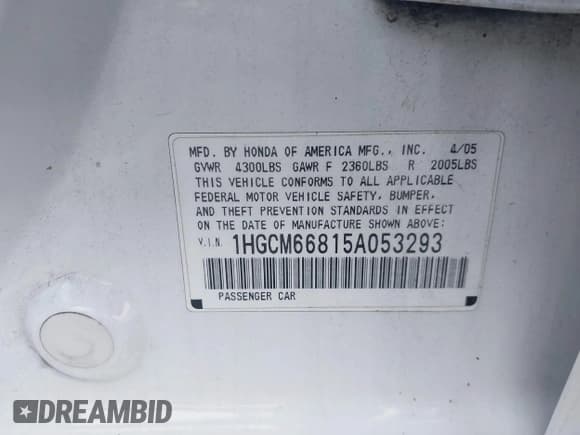 MFD. BY HONDA OF AMERICA MFG., INC. 4/05
GVWR 4300LBS GAWR F 2360LBS R 2005LBS
THIS VEHICLE CONFORMS TO ALL APPLICABLE
FEDERAL MOTOR VEHICLE SAFETY, BUMPER,
AND THEFT PREVENTION STANDARDS IN EFFECT
ON THE DATE OF MANUFACTURE SHOWN ABOVE:
V.I.N. 1HGCM66815A053293
PASSENGER CAR
DREAMBID